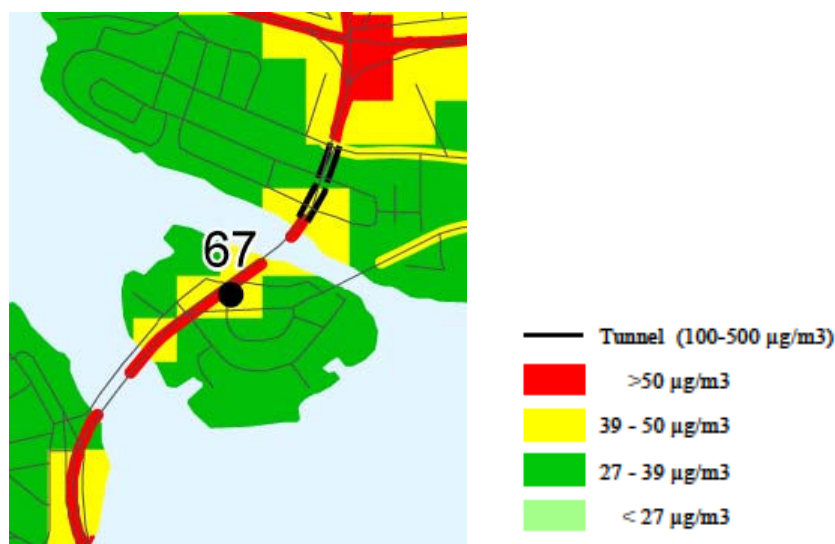 67
Tunnel (100-500 µg/m3)
>50 µg/m3
39 - 50 µg/m3
27 - 39 µg/m3
< 27 µg/m3